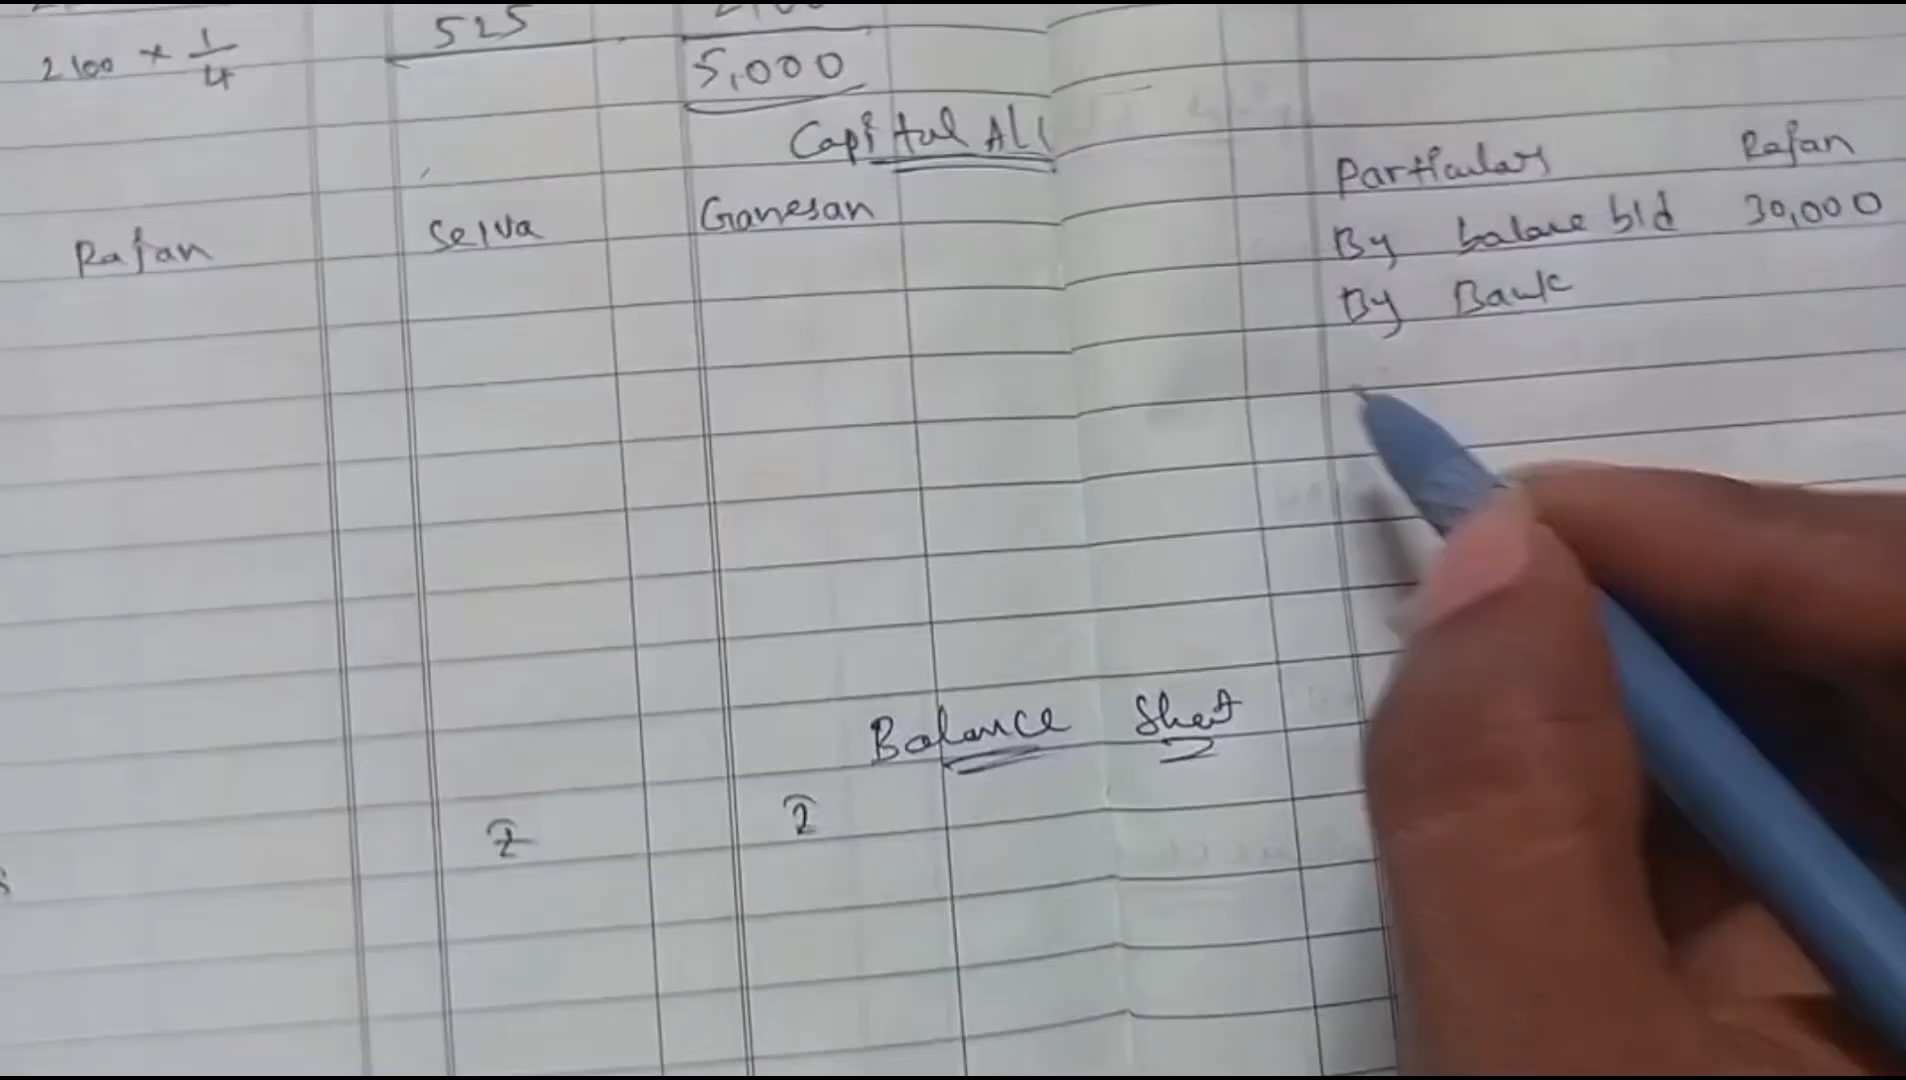 2100 × 1/4 525
5,000
Capital A/c
Rajan Selva Ganesan
Particulars Rajan
By balance b/d 30,000
By Bank
Balance Sheet
₹ ₹